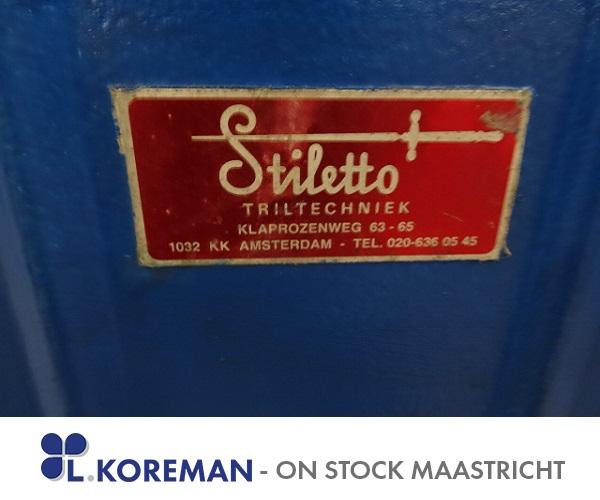 Stiletto
TRILTECHNIEK
KLAPROZENWEG 63-65
1032 KK AMSTERDAM - TEL. 020-636 05 45
L.KOREMAN - ON STOCK MAASTRICHT